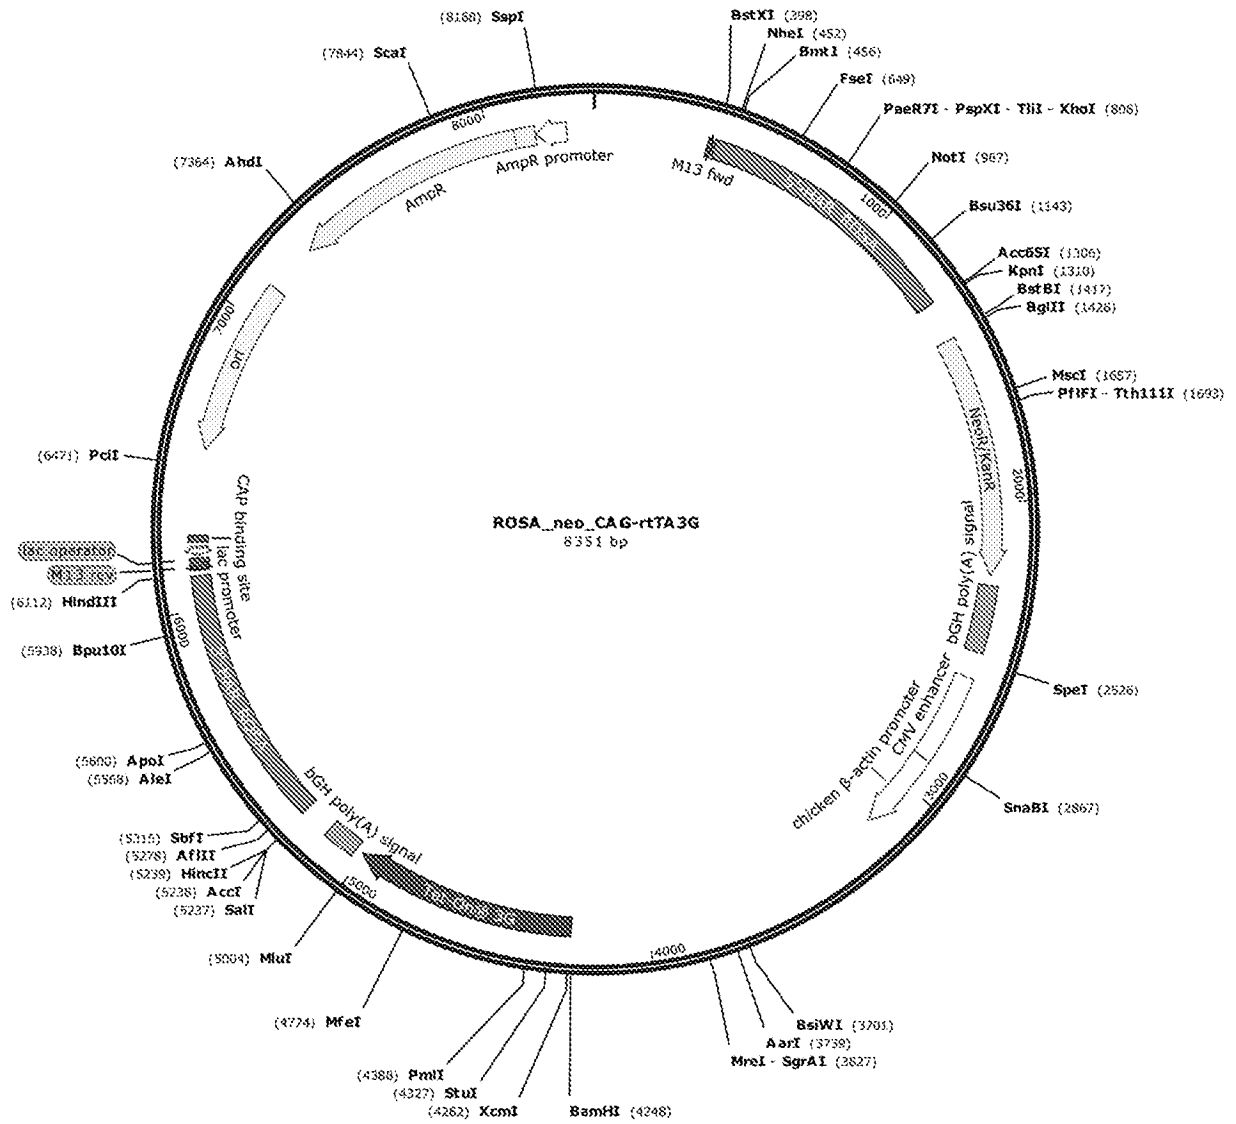 (8168) SspI
BstXI (398)
NheI (452)
BmtI (456)
FseI (649)
PaeR7I - PspXI - TliI - XhoI (808)
NotI (967)
Bsu36I (1143)
Acc65I (1306)
KpnI (1310)
BstBI (1417)
BglII (1426)
MscI (1657)
PflFI - Tth111I (1693)
SpeI (2526)
SnaBI (2867)
BsiWI (3701)
AarI (3739)
MreI - SgrAI (3827)
BamHI (4248)
(4262) XcmI
(4327) StuI
(4388) PmlI
(4774) MfeI
(5004) MluI
(5237) SalI
(5238) AccI
(5239) HincII
(5278) AflII
(5315) SbfI
(5568) AleI
(5600) ApoI
(5938) Bpu10I
(6112) HindIII
M13 rev
lac operator
(6471) PciI
(7364) AhdI
(7844) ScaI
8000
1000
2000
3000
4000
5000
6000
7000
AmpR promoter
AmpR
M13 fwd
NeoR/KanR
bGH poly(A) signal
CMV enhancer
chicken β-actin promoter
bGH poly(A) signal
lac promoter
CAP binding site
ori
ROSA_neo_CAG-rtTA3G
8351 bp